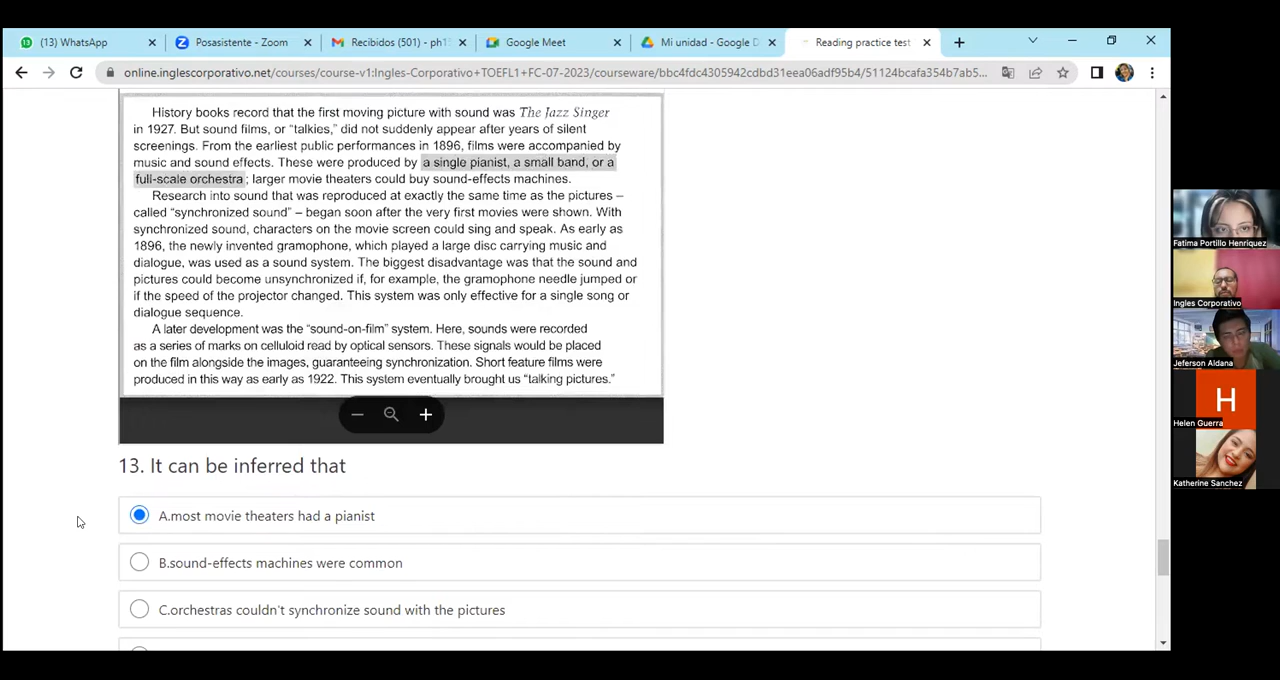 (13) WhatsApp
Posasistente - Zoom
Recibidos (501) - ph1
Google Meet
Mi unidad - Google D
Reading practice test
online.inglescorporativo.net/courses/course-v1:Ingles-Corporativo+TOEFL1+FC-07-2023/courseware/bbc4fdc4305942cdbd31eea06adf95b4/51124bcafa354b7ab5...
History books record that the first moving picture with sound was The Jazz Singer
in 1927. But sound films, or “talkies,” did not suddenly appear after years of silent
screenings. From the earliest public performances in 1896, films were accompanied by
music and sound effects. These were produced by a single pianist, a small band, or a
full-scale orchestra; larger movie theaters could buy sound-effects machines.
Research into sound that was reproduced at exactly the same time as the pictures –
called “synchronized sound” – began soon after the very first movies were shown. With
synchronized sound, characters on the movie screen could sing and speak. As early as
1896, the newly invented gramophone, which played a large disc carrying music and
dialogue, was used as a sound system. The biggest disadvantage was that the sound and
pictures could become unsynchronized if, for example, the gramophone needle jumped or
if the speed of the projector changed. This system was only effective for a single song or
dialogue sequence.
A later development was the “sound-on-film” system. Here, sounds were recorded
as a series of marks on celluloid read by optical sensors. These signals would be placed
on the film alongside the images, guaranteeing synchronization. Short feature films were
produced in this way as early as 1922. This system eventually brought us “talking pictures.”
13. It can be inferred that
A.most movie theaters had a pianist
B.sound-effects machines were common
C.orchestras couldn't synchronize sound with the pictures
Fatima Portillo Henriquez
Ingles Corporativo
Jeferson Aldana
H
Helen Guerra
Katherine Sanchez